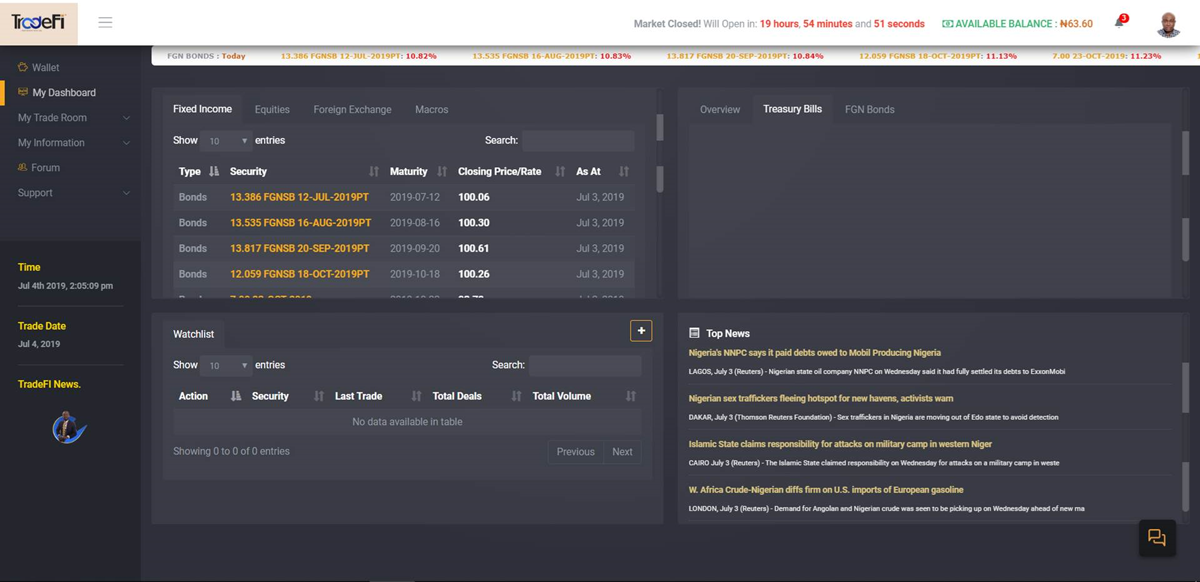 TradeFi
Market Closed! Will Open in: 19 hours, 54 minutes and 51 seconds
AVAILABLE BALANCE : ₦63.60
3
FGN BONDS : Today 13.386 FGNSB 12-JUL-2019PT: 10.82% 13.535 FGNSB 16-AUG-2019PT: 10.83% 13.817 FGNSB 20-SEP-2019PT: 10.84% 12.059 FGNSB 18-OCT-2019PT: 11.13% 7.00 23-OCT-2019: 11.23%
Wallet
My Dashboard
My Trade Room
My Information
Forum
Support
Time
Jul 4th 2019, 2:05:09 pm
Trade Date
Jul 4, 2019
TradeFI News.
Fixed Income Equities Foreign Exchange Macros
Show 10 entries Search:
Type Security Maturity Closing Price/Rate As At
Bonds 13.386 FGNSB 12-JUL-2019PT 2019-07-12 100.06 Jul 3, 2019
Bonds 13.535 FGNSB 16-AUG-2019PT 2019-08-16 100.30 Jul 3, 2019
Bonds 13.817 FGNSB 20-SEP-2019PT 2019-09-20 100.61 Jul 3, 2019
Bonds 12.059 FGNSB 18-OCT-2019PT 2019-10-18 100.26 Jul 3, 2019
Overview Treasury Bills FGN Bonds
Watchlist
+
Show 10 entries Search:
Action Security Last Trade Total Deals Total Volume
No data available in table
Showing 0 to 0 of 0 entries
Previous Next
Top News
Nigeria's NNPC says it paid debts owed to Mobil Producing Nigeria
LAGOS, July 3 (Reuters) - Nigerian state oil company NNPC on Wednesday said it had fully settled its debts to ExxonMobi
Nigerian sex traffickers fleeing hotspot for new havens, activists warn
DAKAR, July 3 (Thomson Reuters Foundation) - Sex traffickers in Nigeria are moving out of Edo state to avoid detection
Islamic State claims responsibility for attacks on military camp in western Niger
CAIRO July 3 (Reuters) - The Islamic State claimed responsibility on Wednesday for attacks on a military camp in weste
W. Africa Crude-Nigerian diffs firm on U.S. imports of European gasoline
LONDON, July 3 (Reuters) - Demand for Angolan and Nigerian crude was seen to be picking up on Wednesday ahead of new ma